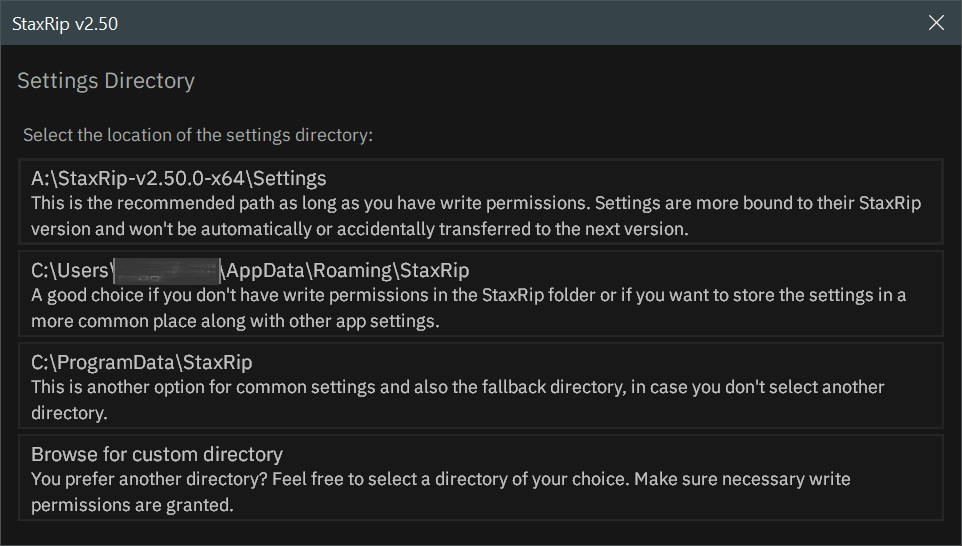 StaxRip v2.50
Settings Directory
Select the location of the settings directory:
A:\StaxRip-v2.50.0-x64\Settings
This is the recommended path as long as you have write permissions. Settings are more bound to their StaxRip
version and won't be automatically or accidentally transferred to the next version.
C:\Users\ \AppData\Roaming\StaxRip
A good choice if you don't have write permissions in the StaxRip folder or if you want to store the settings in a
more common place along with other app settings.
C:\ProgramData\StaxRip
This is another option for common settings and also the fallback directory, in case you don't select another
directory.
Browse for custom directory
You prefer another directory? Feel free to select a directory of your choice. Make sure necessary write
permissions are granted.